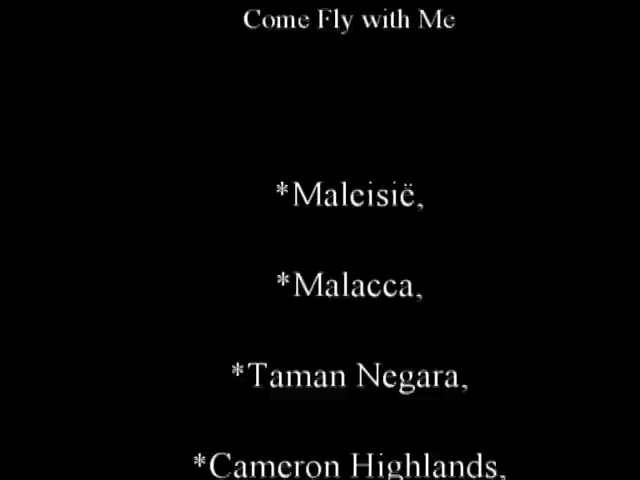 Come Fly with Me
*Maleisië,
*Malacca,
*Taman Negara,
*Cameron Highlands,